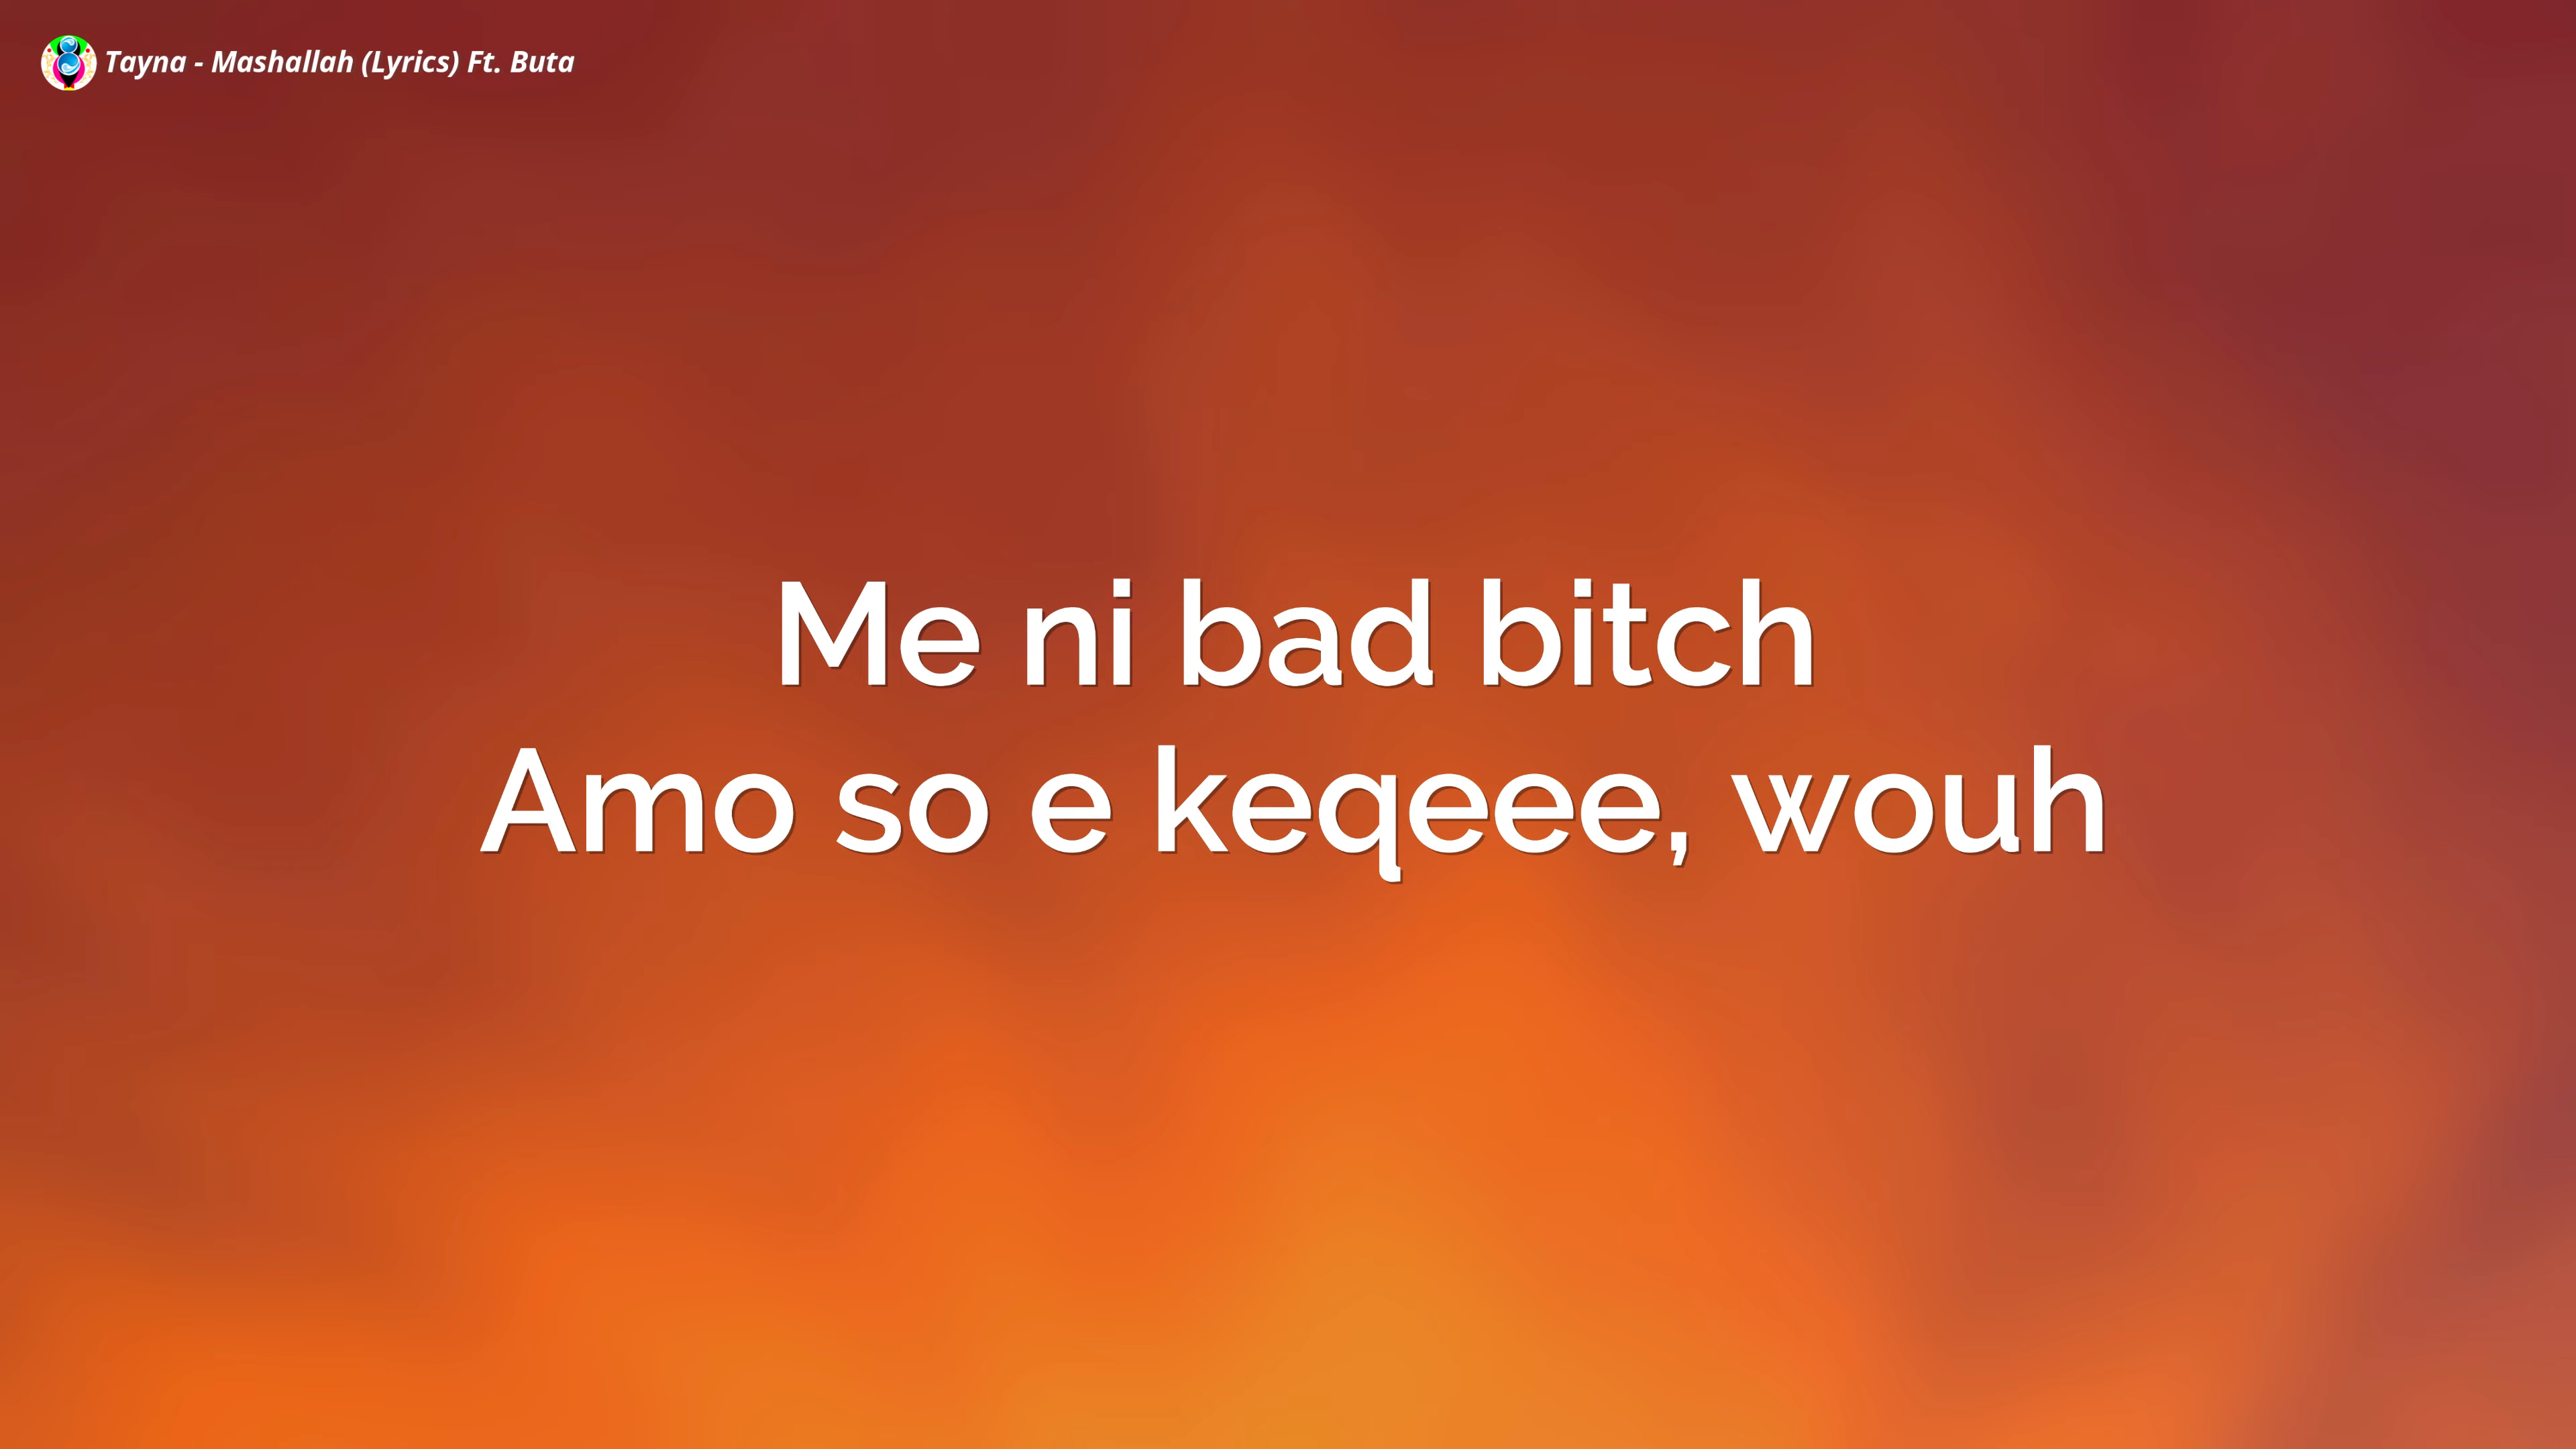 Tayna - Mashallah (Lyrics) Ft. Buta
Me ni bad bitch
Amo so e keqeee, wouh